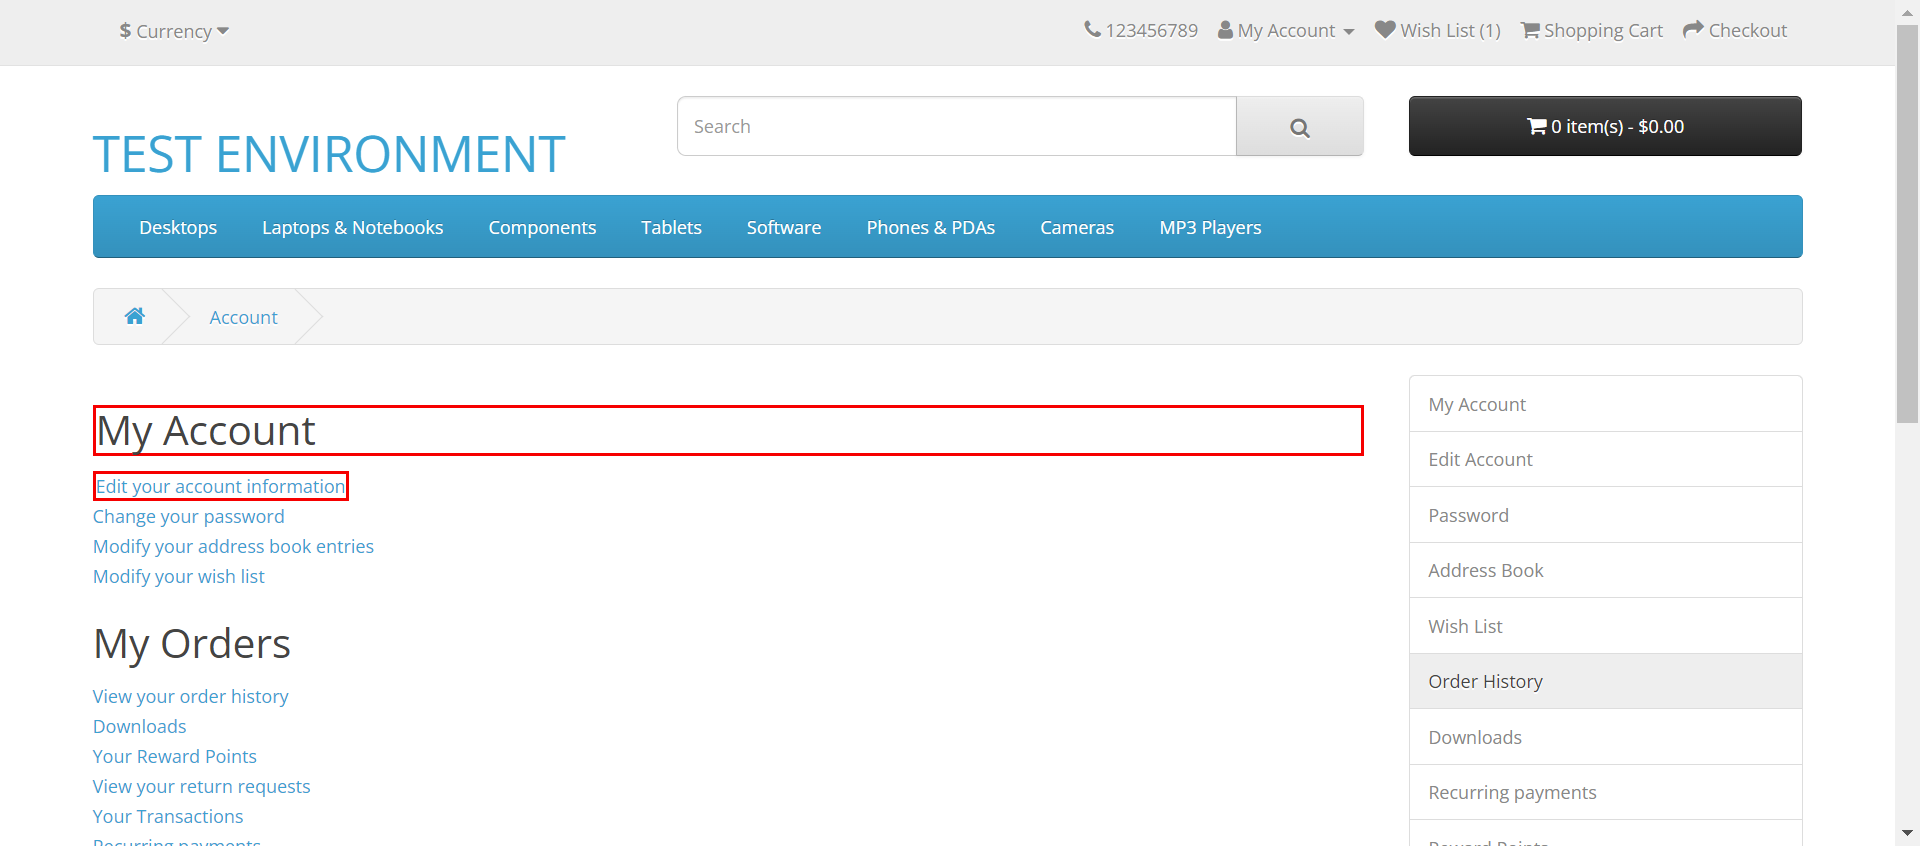 $ Currency
123456789 My Account Wish List (1) Shopping Cart Checkout
TEST ENVIRONMENT
Search
0 item(s) - $0.00
Desktops Laptops & Notebooks Components Tablets Software Phones & PDAs Cameras MP3 Players
Account
My Account
Edit your account information
Change your password
Modify your address book entries
Modify your wish list
My Orders
View your order history
Downloads
Your Reward Points
View your return requests
Your Transactions
Recurring payments
My Account
Edit Account
Password
Address Book
Wish List
Order History
Downloads
Recurring payments
Reward Points